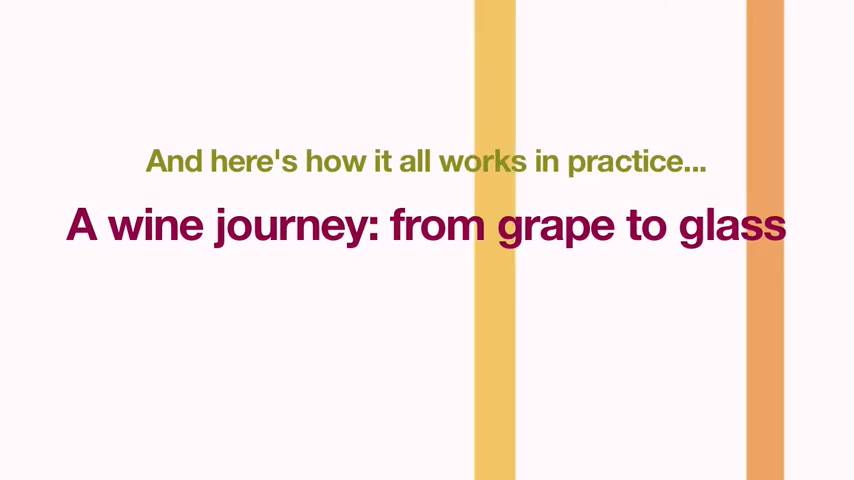 And here's how it all works in practice...
A wine journey: from grape to glass